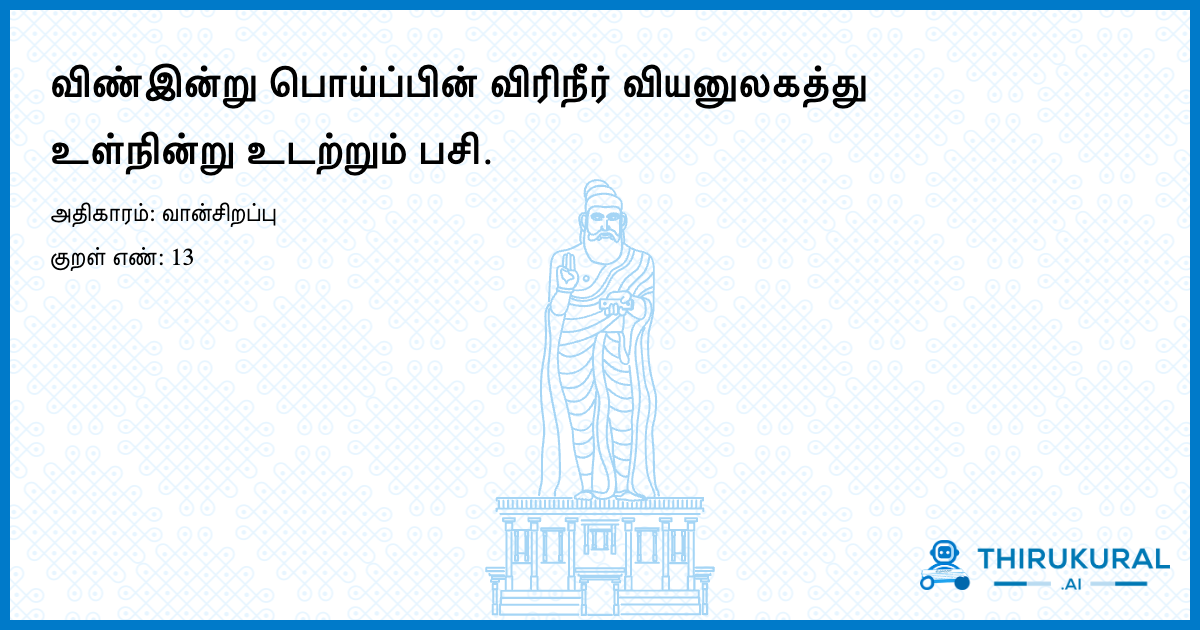 விண்இன்று பொய்ப்பின் விரிநீர் வியனுலகத்து
உள்நின்று உடற்றும் பசி.
அதிகாரம்: வான்சிறப்பு
குறள் எண்: 13
THIRUKURAL
.AI